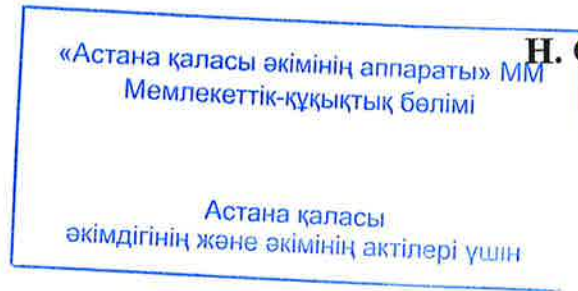 «Астана қаласы әкімінің аппараты» ММ
Н.
Мемлекеттік-құқықтық бөлімі
Астана қаласы
әкімдігінің және әкімінің актілері үшін